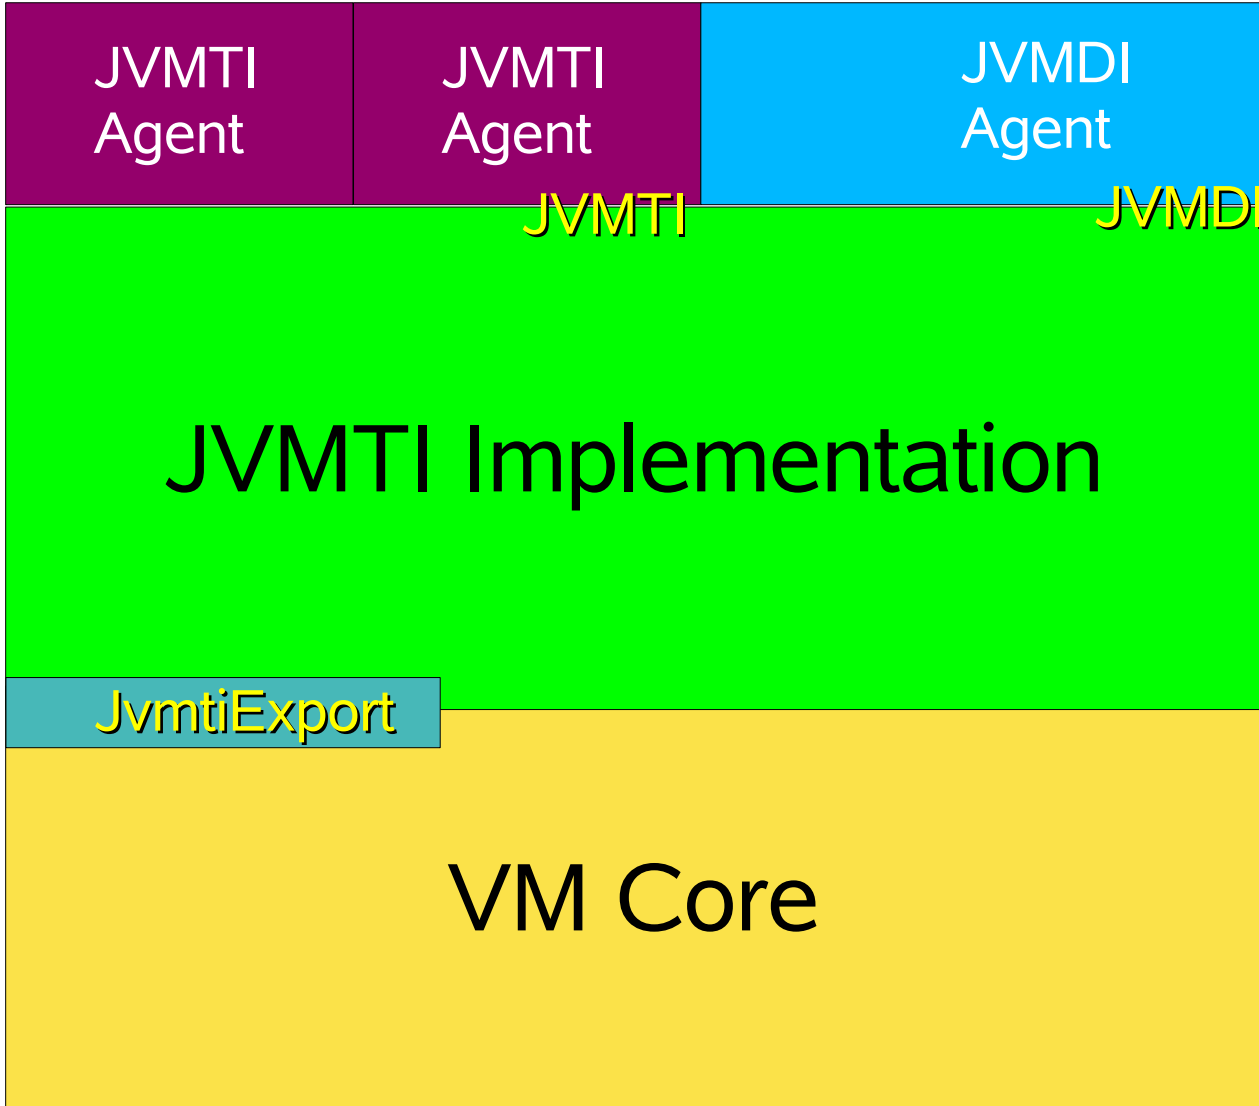 JVMTI
Agent
JVMTI
Agent
JVMDI
Agent
JVMTI
JVMDI
JVMTI Implementation
JvmtiExport
VM Core